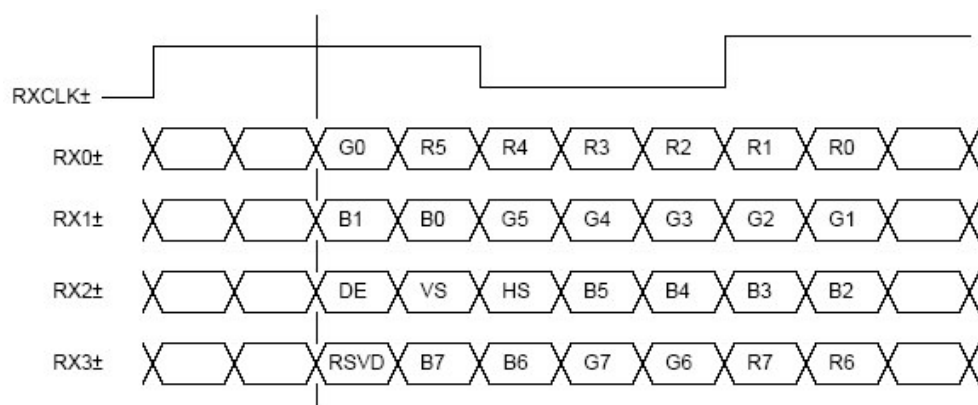 RXCLK±
RX0± G0 R5 R4 R3 R2 R1 R0
RX1± B1 B0 G5 G4 G3 G2 G1
RX2± DE VS HS B5 B4 B3 B2
RX3± RSVD B7 B6 G7 G6 R7 R6